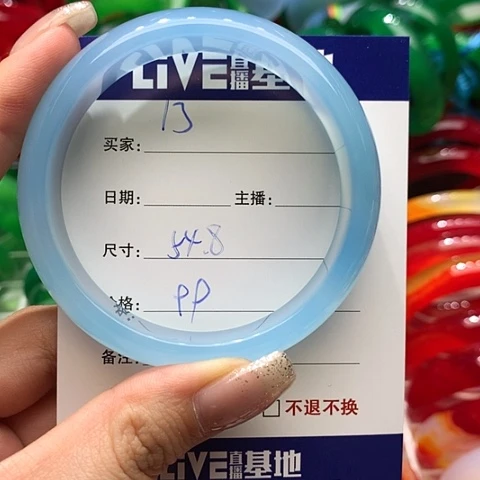 LIVE直播基地
13
买家:
日期: 主播:
尺寸: 54.8
价格: PP
备注:
不退不换
LIVE直播基地